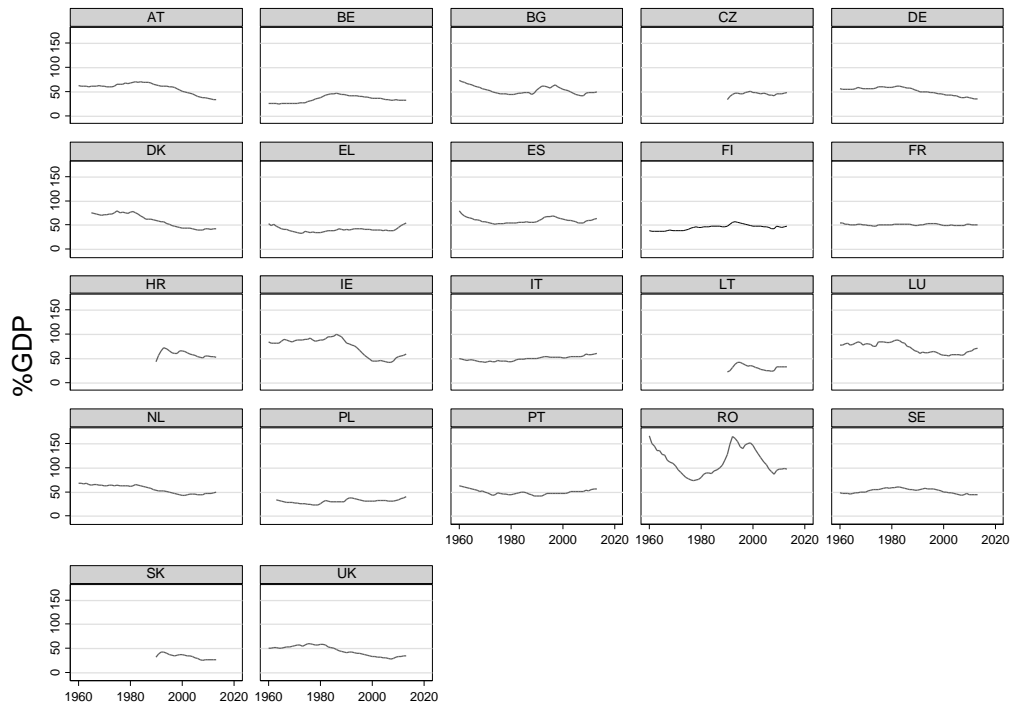 AT BE BG CZ DE
0 50 100 150
DK EL ES FI FR
0 50 100 150
HR IE IT LT LU
0 50 100 150
%GDP
NL PL PT RO SE
0 50 100 150
1960 1980 2000 2020 1960 1980 2000 2020 1960 1980 2000 2020
SK UK
0 50 100 150
1960 1980 2000 2020 1960 1980 2000 2020